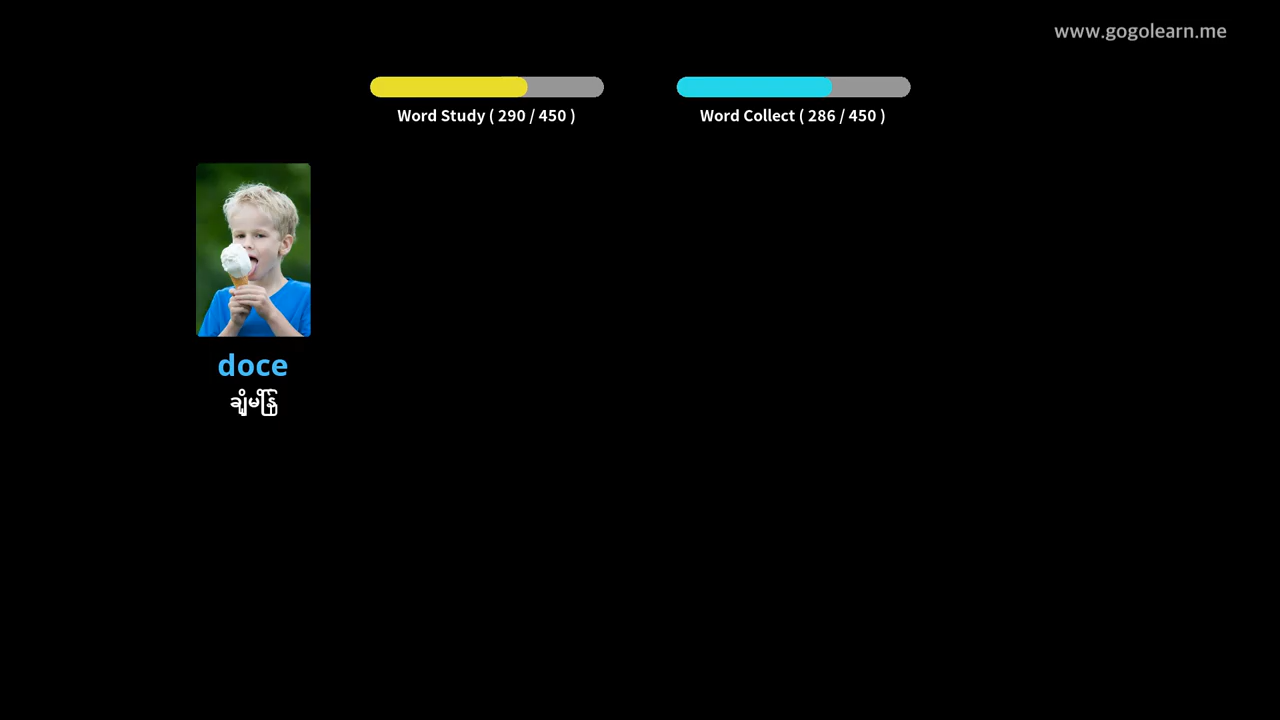 www.gogolearn.me
Word Study ( 290 / 450 )
Word Collect ( 286 / 450 )
doce
ချိုမြိန်